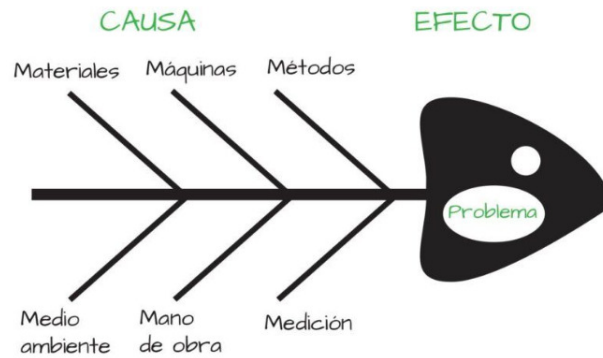 CAUSA
EFECTO
Materiales
Máquinas
Métodos
Problema
Medio
ambiente
Mano
de obra
Medición